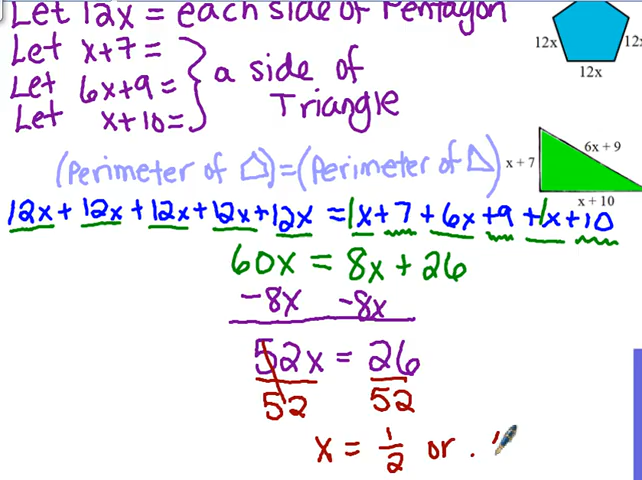 Let 12x = each side of Pentagon
Let x+7 =
Let 6x+9 =
Let x+10 =
a side of
Triangle
12x
12x
12x
(Perimeter of ⬠) = (Perimeter of ◺)
x + 7
6x + 9
x + 10
12x + 12x + 12x + 12x + 12x = 1x + 7 + 6x + 9 + 1x + 10
60x = 8x + 26
-8x -8x
52x = 26
52 52
x = 1/2 or .